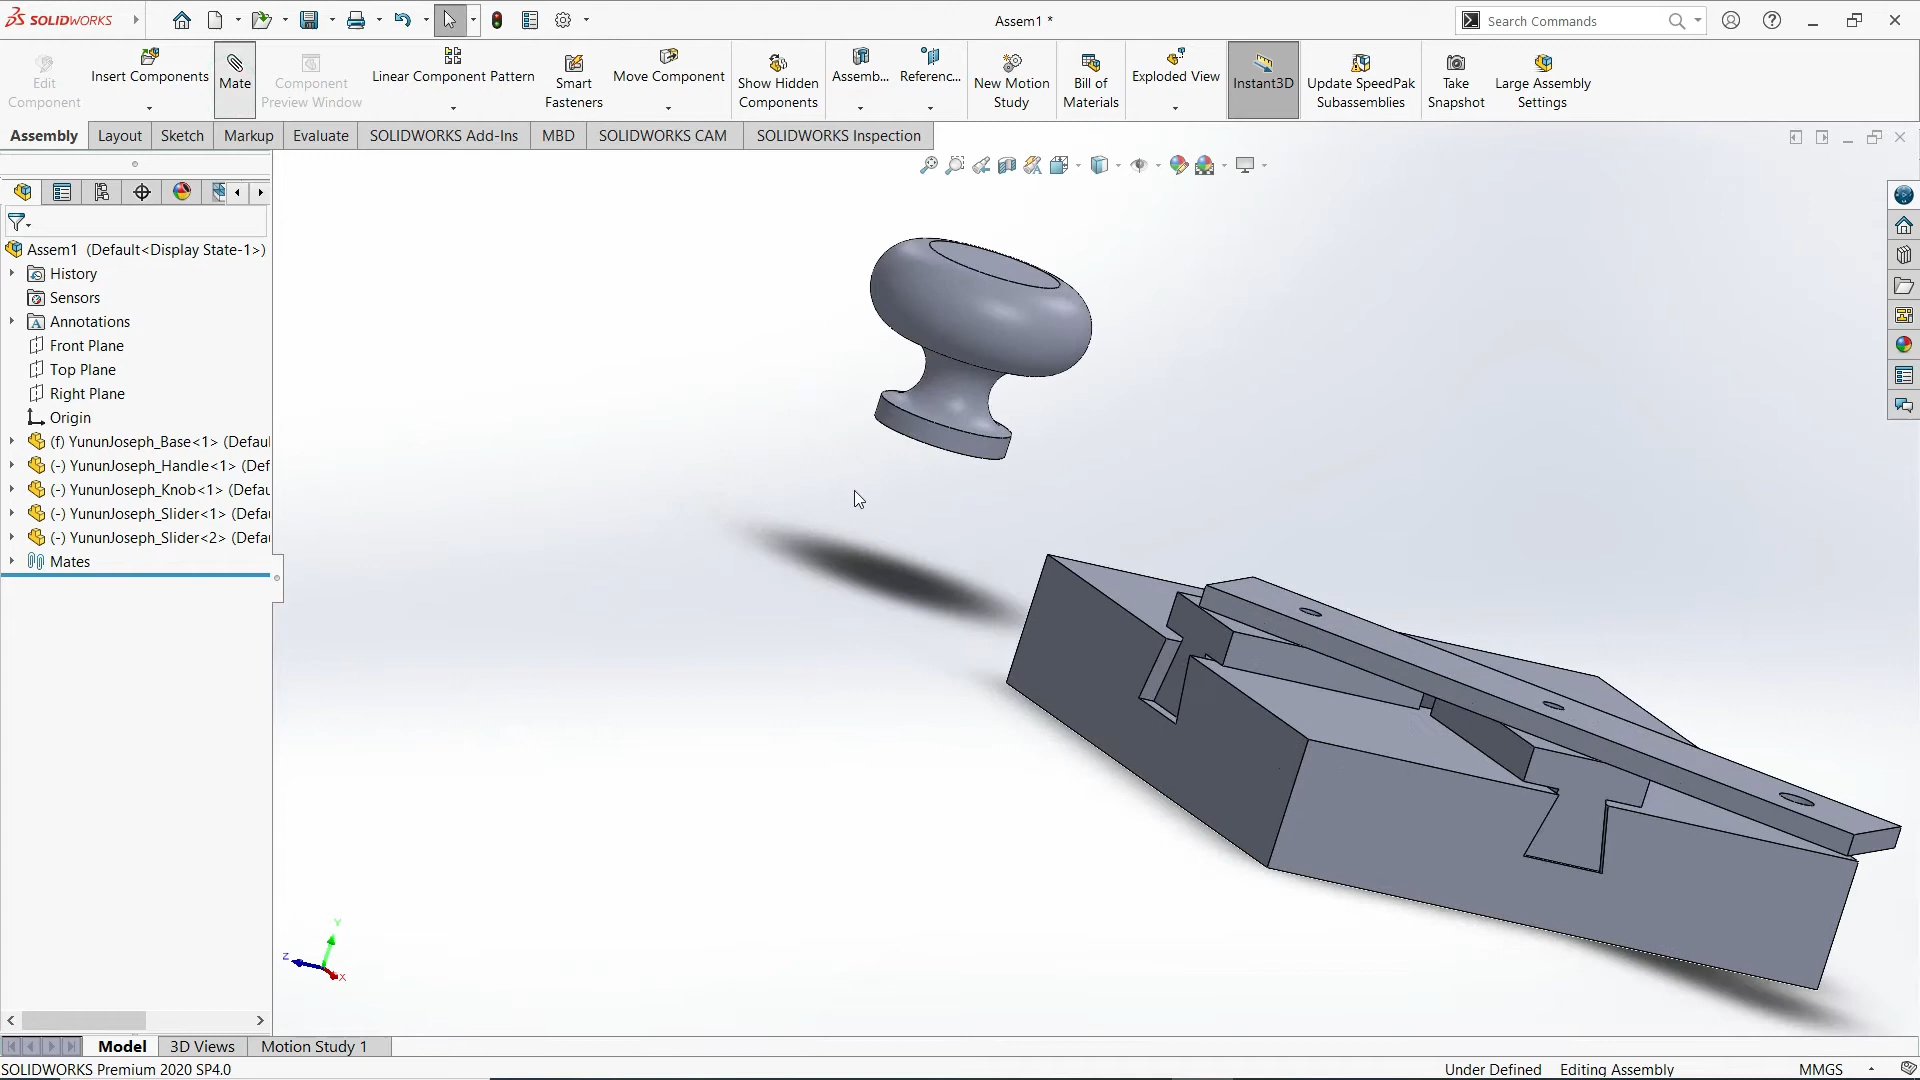 SOLIDWORKS
Assem1 *
Search Commands
Edit
Component
Insert Components
Mate
Component
Preview Window
Linear Component Pattern
Smart
Fasteners
Move Component
Show Hidden
Components
Assemb...
Referenc...
New Motion
Study
Bill of
Materials
Exploded View
Instant3D
Update SpeedPak
Subassemblies
Take
Snapshot
Large Assembly
Settings
Assembly
Layout
Sketch
Markup
Evaluate
SOLIDWORKS Add-Ins
MBD
SOLIDWORKS CAM
SOLIDWORKS Inspection
Assem1 (Default<Display State-1>)
History
Sensors
Annotations
Front Plane
Top Plane
Right Plane
Origin
(f) YununJoseph_Base<1> (Defaul
(-) YununJoseph_Handle<1> (Def
(-) YununJoseph_Knob<1> (Defau
(-) YununJoseph_Slider<1> (Defa
(-) YununJoseph_Slider<2> (Defa
Mates
Y
Z
X
Model
3D Views
Motion Study 1
SOLIDWORKS Premium 2020 SP4.0
Under Defined
Editing Assembly
MMGS